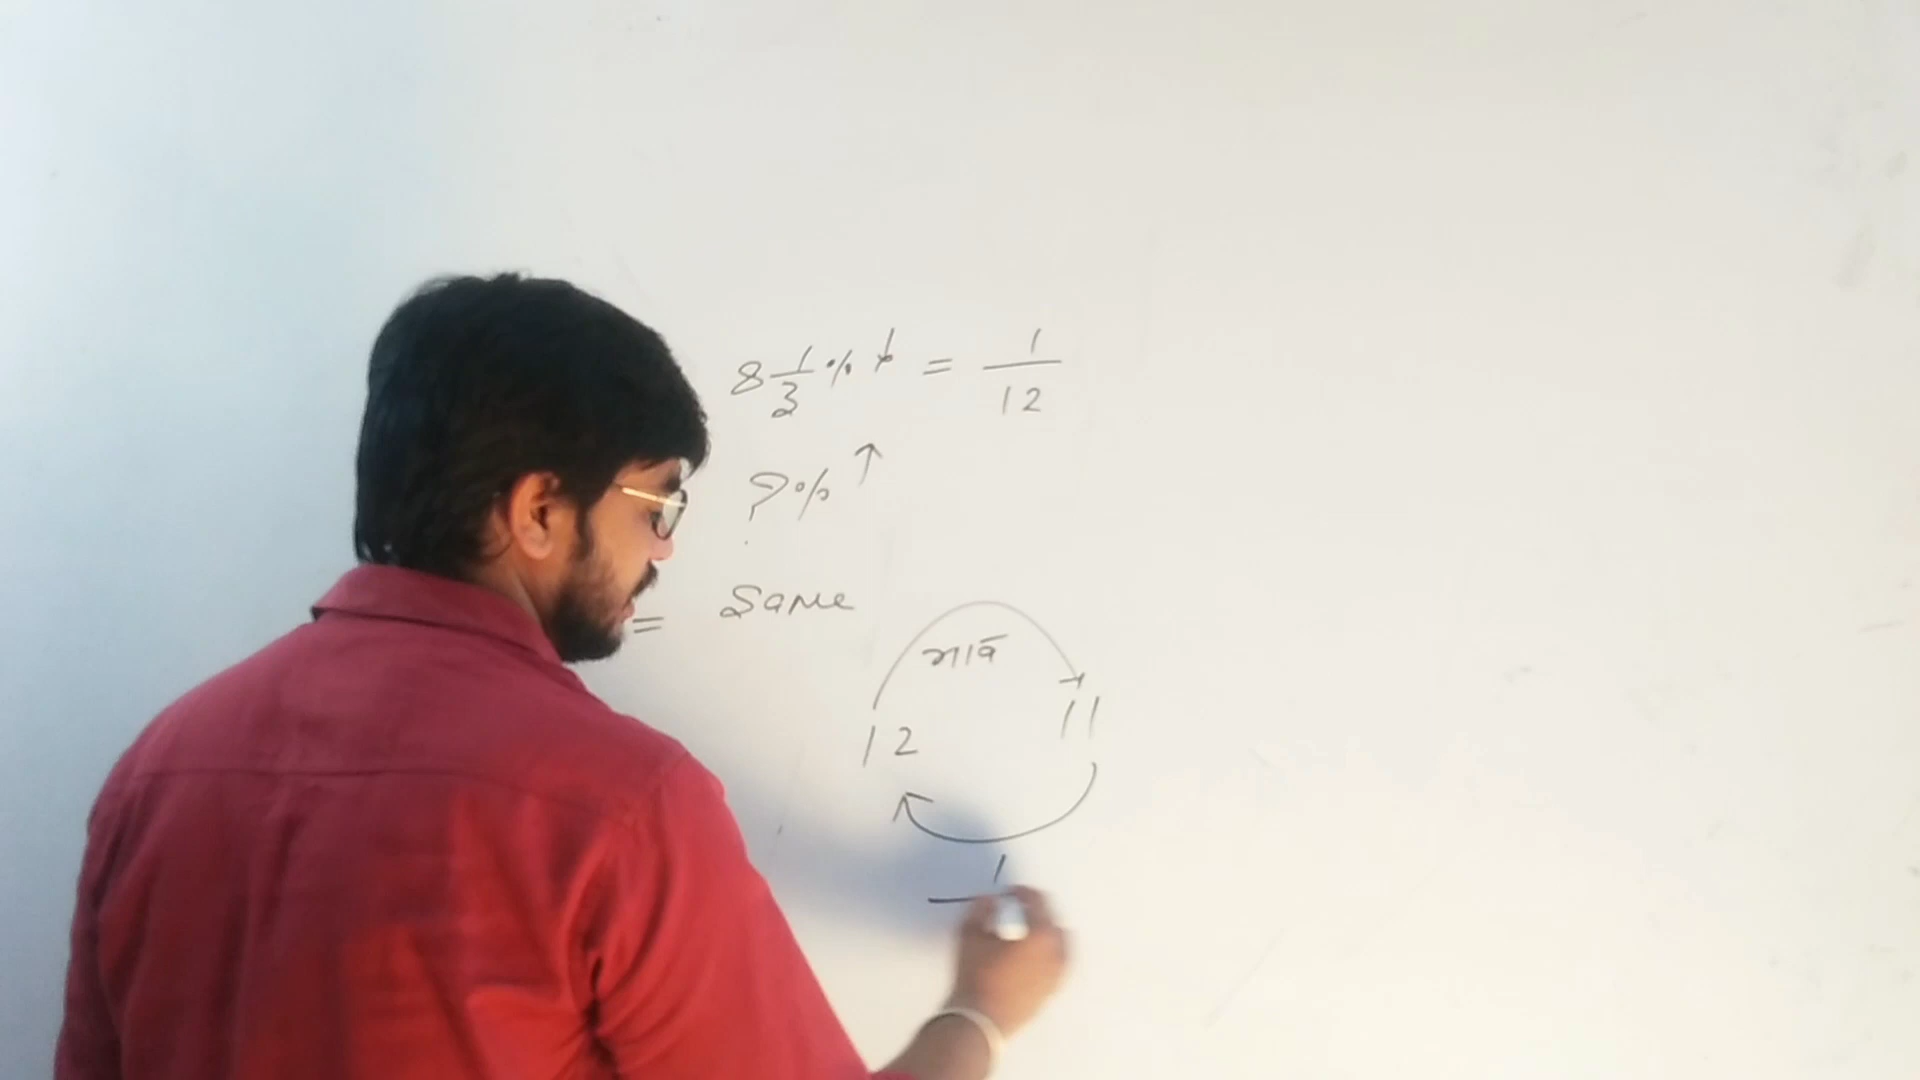 8 1/3 % ↓ = 1/12
?% ↑
= Same
12 11
1